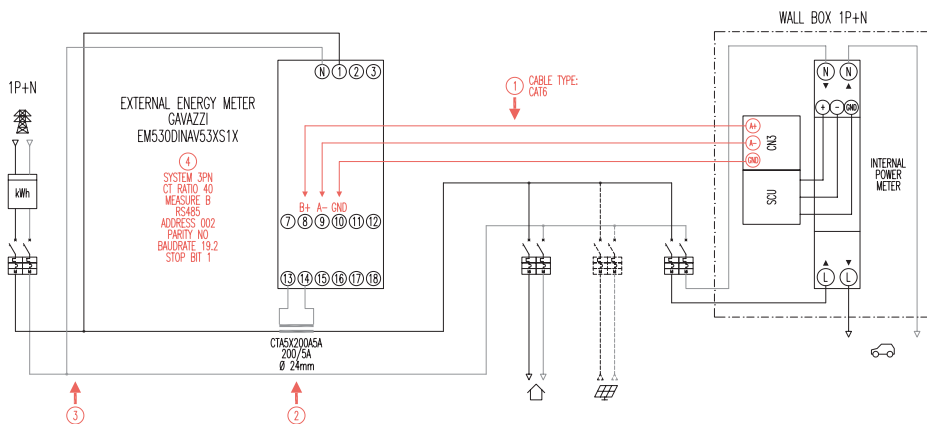 WALL BOX 1P+N
1P+N
kWh
EXTERNAL ENERGY METER
GAVAZZI
EM530DINAV53XS1X
4
SYSTEM 3PN
CT RATIO 40
MEASURE B
RS485
ADDRESS 002
PARITY NO
BAUDRATE 19.2
STOP BIT 1
N 1 2 3
B+ A- GND
7 8 9 10 11 12
13 14 15 16 17 18
CTA5X200A5A
200/5A
Ø 24mm
1 CABLE TYPE:
CAT6
A+
A-
GND
CN3
SCU
N N
+ - GND
INTERNAL
POWER
METER
L L
3
2